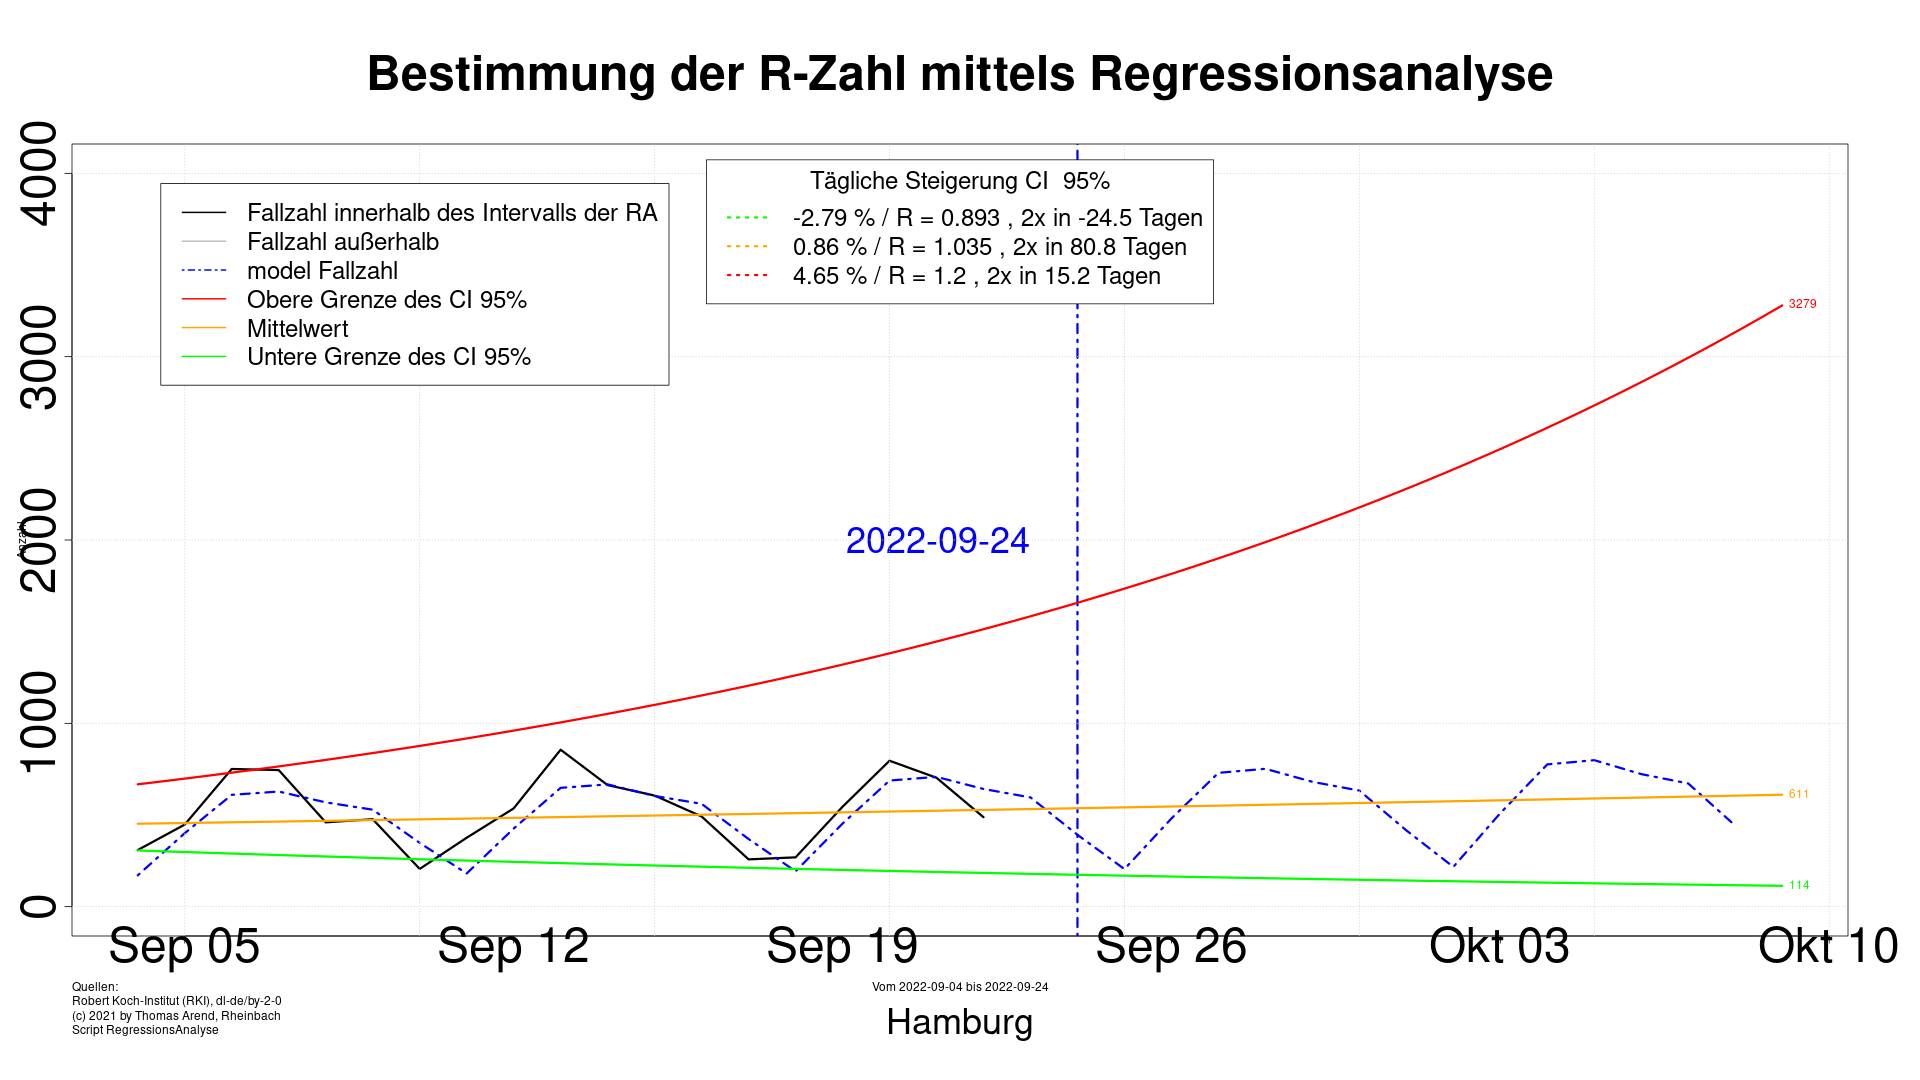 Bestimmung der R-Zahl mittels Regressionsanalyse
4000
3000
2000
1000
0
Anzahl
Fallzahl innerhalb des Intervalls der RA
Fallzahl außerhalb
model Fallzahl
Obere Grenze des CI 95%
Mittelwert
Untere Grenze des CI 95%
Tägliche Steigerung CI 95%
-2.79 % / R = 0.893 , 2x in -24.5 Tagen
0.86 % / R = 1.035 , 2x in 80.8 Tagen
4.65 % / R = 1.2 , 2x in 15.2 Tagen
3279
2022-09-24
611
114
Sep 05 Sep 12 Sep 19 Sep 26 Okt 03 Okt 10
Quellen:
Robert Koch-Institut (RKI), dl-de/by-2-0
(c) 2021 by Thomas Arend, Rheinbach
Script RegressionsAnalyse
Vom 2022-09-04 bis 2022-09-24
Hamburg